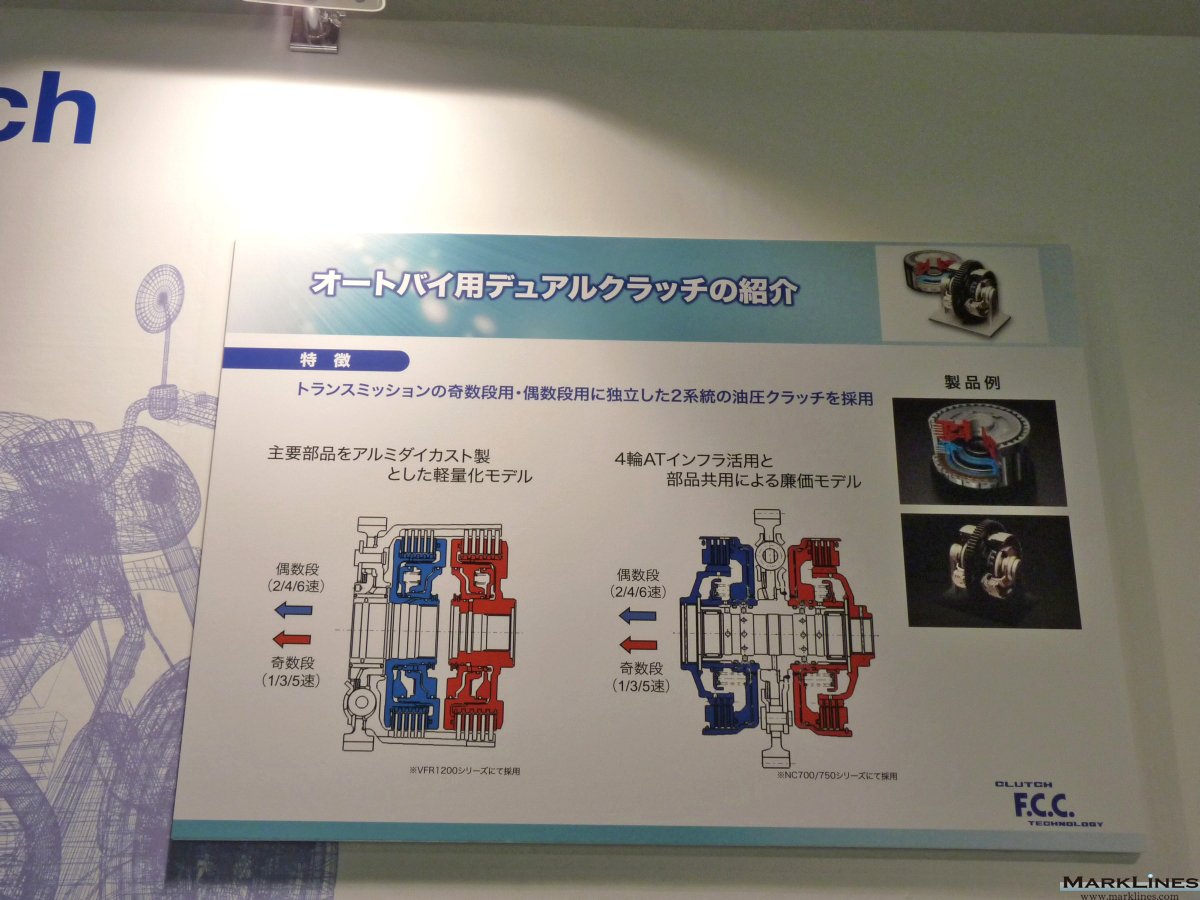 ch
オートバイ用デュアルクラッチの紹介
特 徴
トランスミッションの奇数段用・偶数段用に独立した2系統の油圧クラッチを採用
製品例
主要部品をアルミダイカスト製
とした軽量化モデル
偶数段
(2/4/6速)
奇数段
(1/3/5速)
※VFR1200シリーズにて採用
4輪ATインフラ活用と
部品共用による廉価モデル
偶数段
(2/4/6速)
奇数段
(1/3/5速)
※NC700/750シリーズにて採用
CLUTCH
F.C.C.
TECHNOLOGY
MARKLINES
www.marklines.com